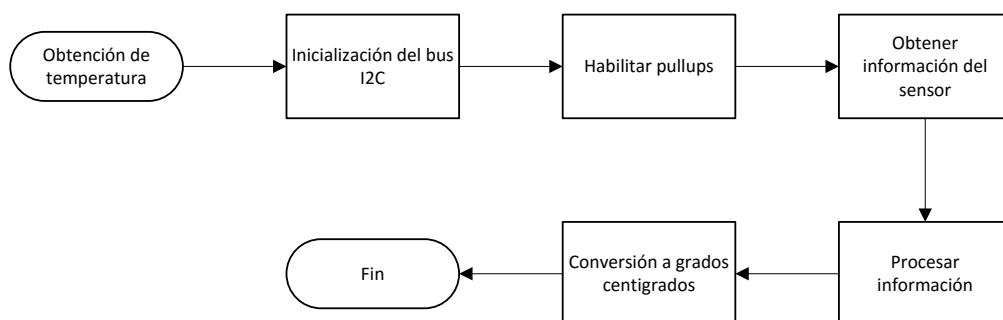 Obtención de
temperatura
Inicialización del bus
I2C
Habilitar pullups
Obtener
información del
sensor
Procesar
información
Conversión a grados
centigrados
Fin